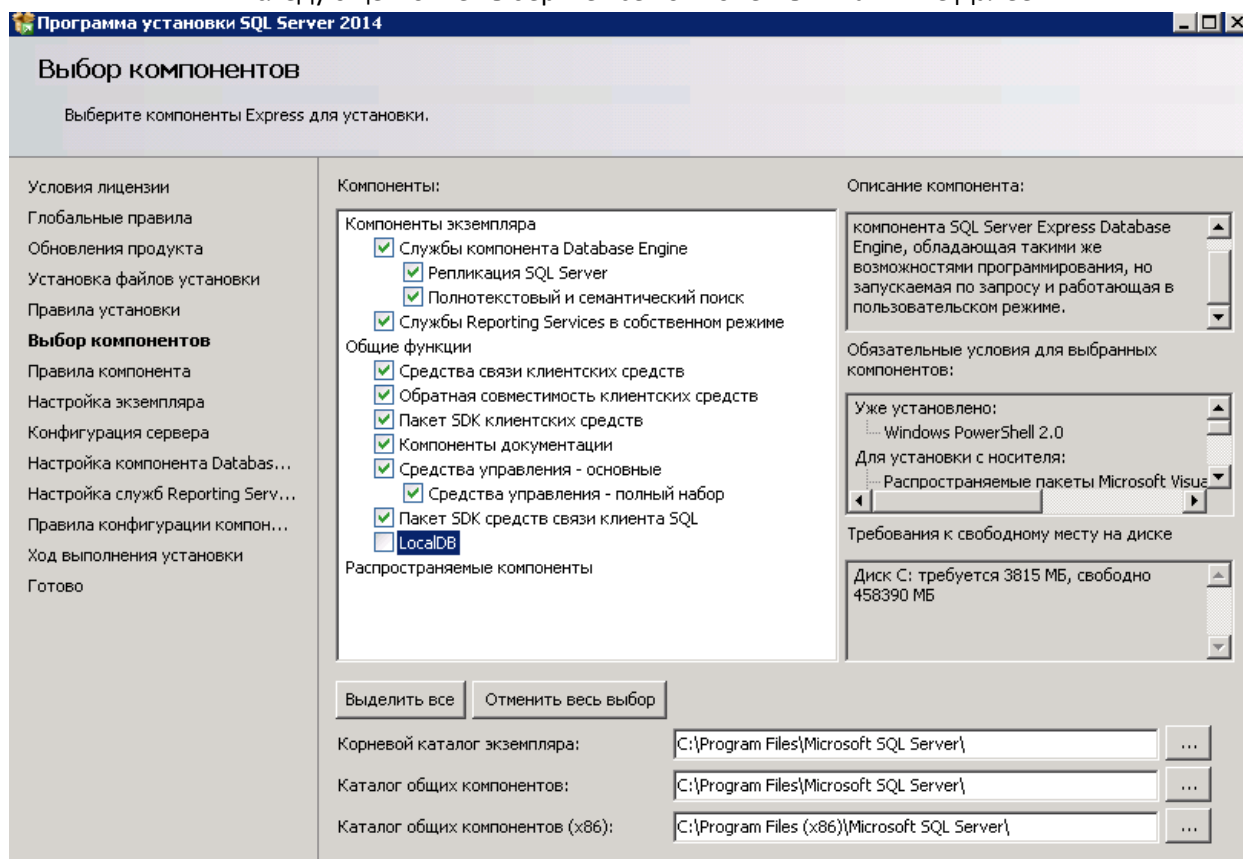 Программа установки SQL Server 2014
Выбор компонентов
Выберите компоненты Express для установки.
Условия лицензии
Глобальные правила
Обновления продукта
Установка файлов установки
Правила установки
Выбор компонентов
Правила компонента
Настройка экземпляра
Конфигурация сервера
Настройка компонента Databas...
Настройка служб Reporting Serv...
Правила конфигурации компон...
Ход выполнения установки
Готово
Компоненты:
Компоненты экземпляра
Службы компонента Database Engine
Репликация SQL Server
Полнотекстовый и семантический поиск
Службы Reporting Services в собственном режиме
Общие функции
Средства связи клиентских средств
Обратная совместимость клиентских средств
Пакет SDK клиентских средств
Компоненты документации
Средства управления - основные
Средства управления - полный набор
Пакет SDK средств связи клиента SQL
LocalDB
Распространяемые компоненты
Описание компонента:
компонента SQL Server Express Database
Engine, обладающая такими же
возможностями программирования, но
запускаемая по запросу и работающая в
пользовательском режиме.
Обязательные условия для выбранных
компонентов:
Уже установлено:
Windows PowerShell 2.0
Для установки с носителя:
Распространяемые пакеты Microsoft Visua
Требования к свободному месту на диске
Диск C: требуется 3815 МБ, свободно
458390 МБ
Выделить все
Отменить весь выбор
Корневой каталог экземпляра:
C:\Program Files\Microsoft SQL Server\
...
Каталог общих компонентов:
C:\Program Files\Microsoft SQL Server\
...
Каталог общих компонентов (x86):
C:\Program Files (x86)\Microsoft SQL Server\
...